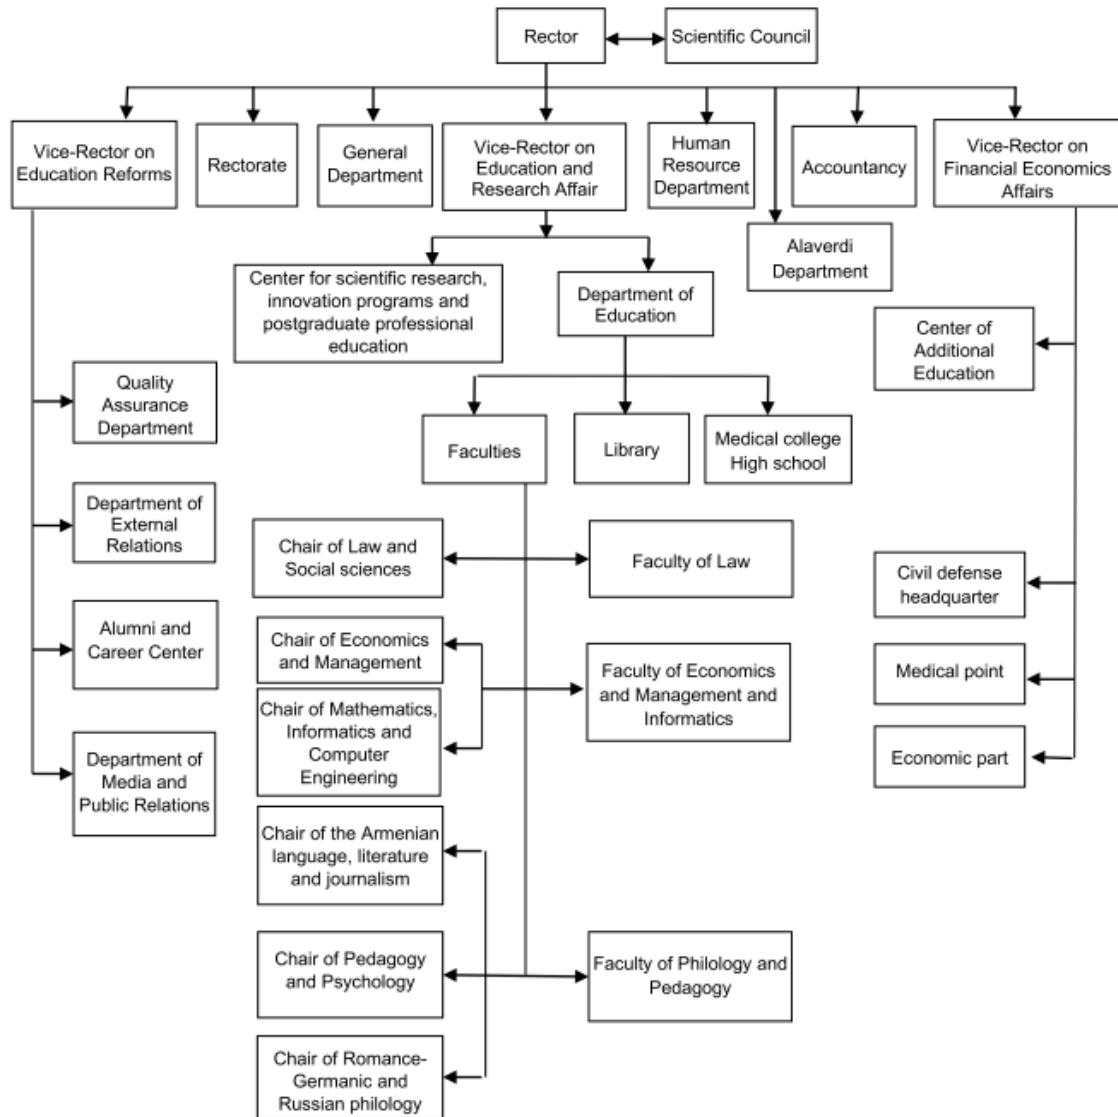 Rector
Scientific Council
Vice-Rector on
Education Reforms
Rectorate
General
Department
Vice-Rector on
Education and
Research Affair
Human
Resource
Department
Accountancy
Vice-Rector on
Financial Economics
Affairs
Alaverdi
Department
Center for scientific research,
innovation programs and
postgraduate professional
education
Department of
Education
Center of
Additional
Education
Quality
Assurance
Department
Faculties
Library
Medical college
High school
Department of
External
Relations
Chair of Law and
Social sciences
Faculty of Law
Civil defense
headquarter
Alumni and
Career Center
Chair of Economics
and Management
Faculty of Economics
and Management and
Informatics
Medical point
Chair of Mathematics,
Informatics and
Computer
Engineering
Economic part
Department of
Media and
Public Relations
Chair of the Armenian
language, literature
and journalism
Chair of Pedagogy
and Psychology
Faculty of Philology and
Pedagogy
Chair of Romance-
Germanic and
Russian philology